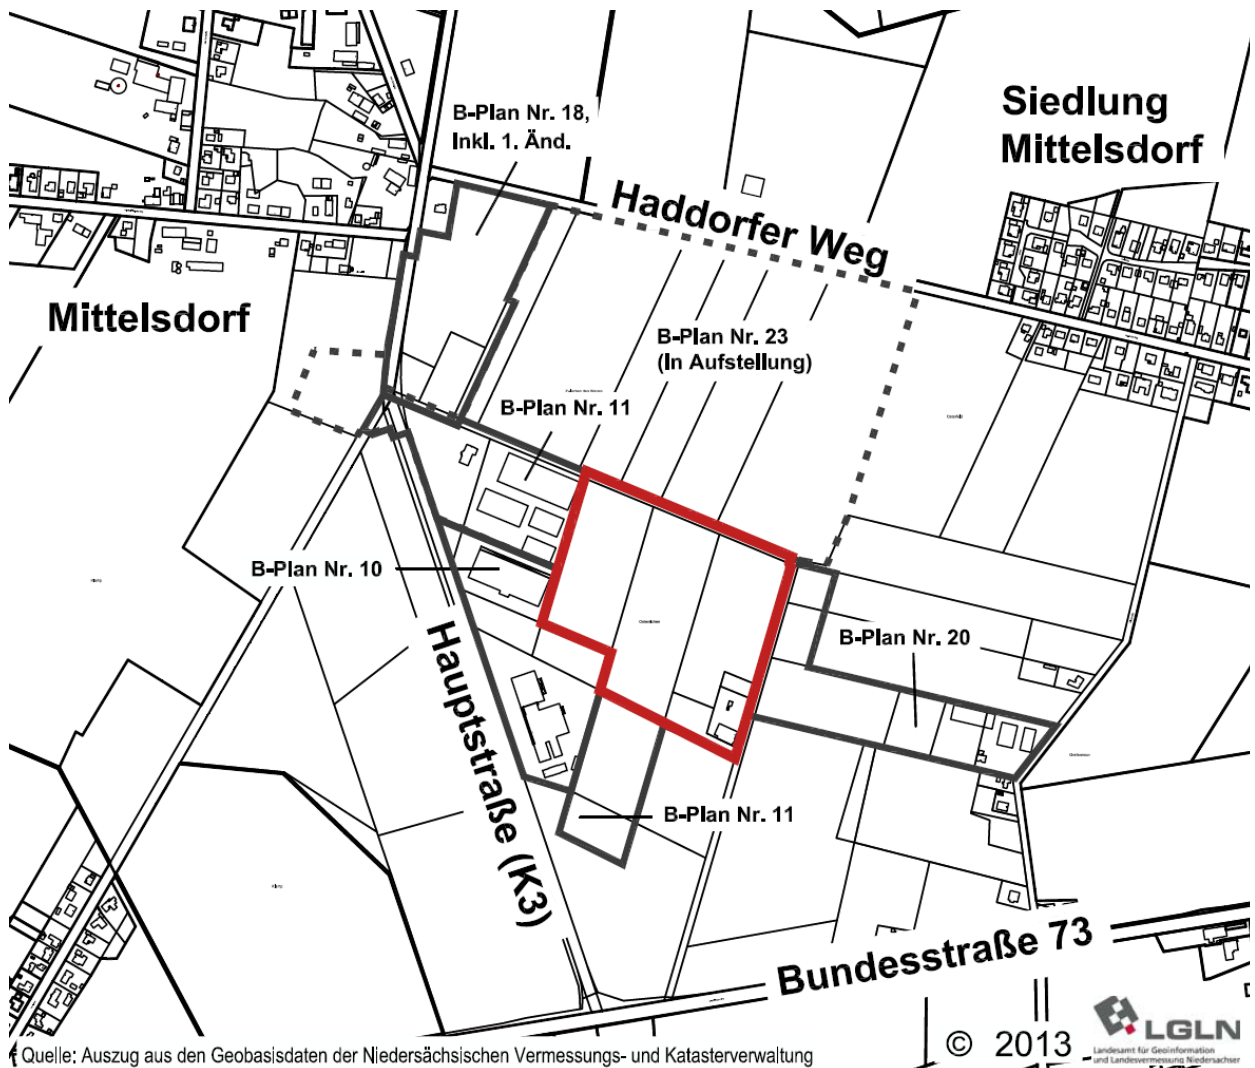 B-Plan Nr. 18,
Inkl. 1. Änd.
Siedlung
Mittelsdorf
Haddorfer Weg
Mittelsdorf
B-Plan Nr. 23
(In Aufstellung)
B-Plan Nr. 11
B-Plan Nr. 10
B-Plan Nr. 20
Hauptstraße (K3)
B-Plan Nr. 11
Bundesstraße 73
© 2013
LGLN
Landesamt für Geoinformation
und Landesvermessung Niedersachsen
Quelle: Auszug aus den Geobasisdaten der Niedersächsischen Vermessungs- und Katasterverwaltung